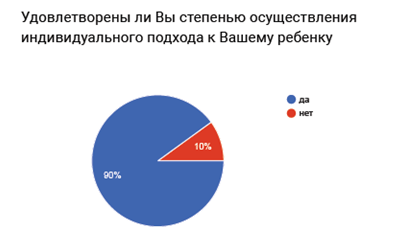 Удовлетворены ли Вы степенью осуществления
индивидуального подхода к Вашему ребенку
да
нет
10%
90%